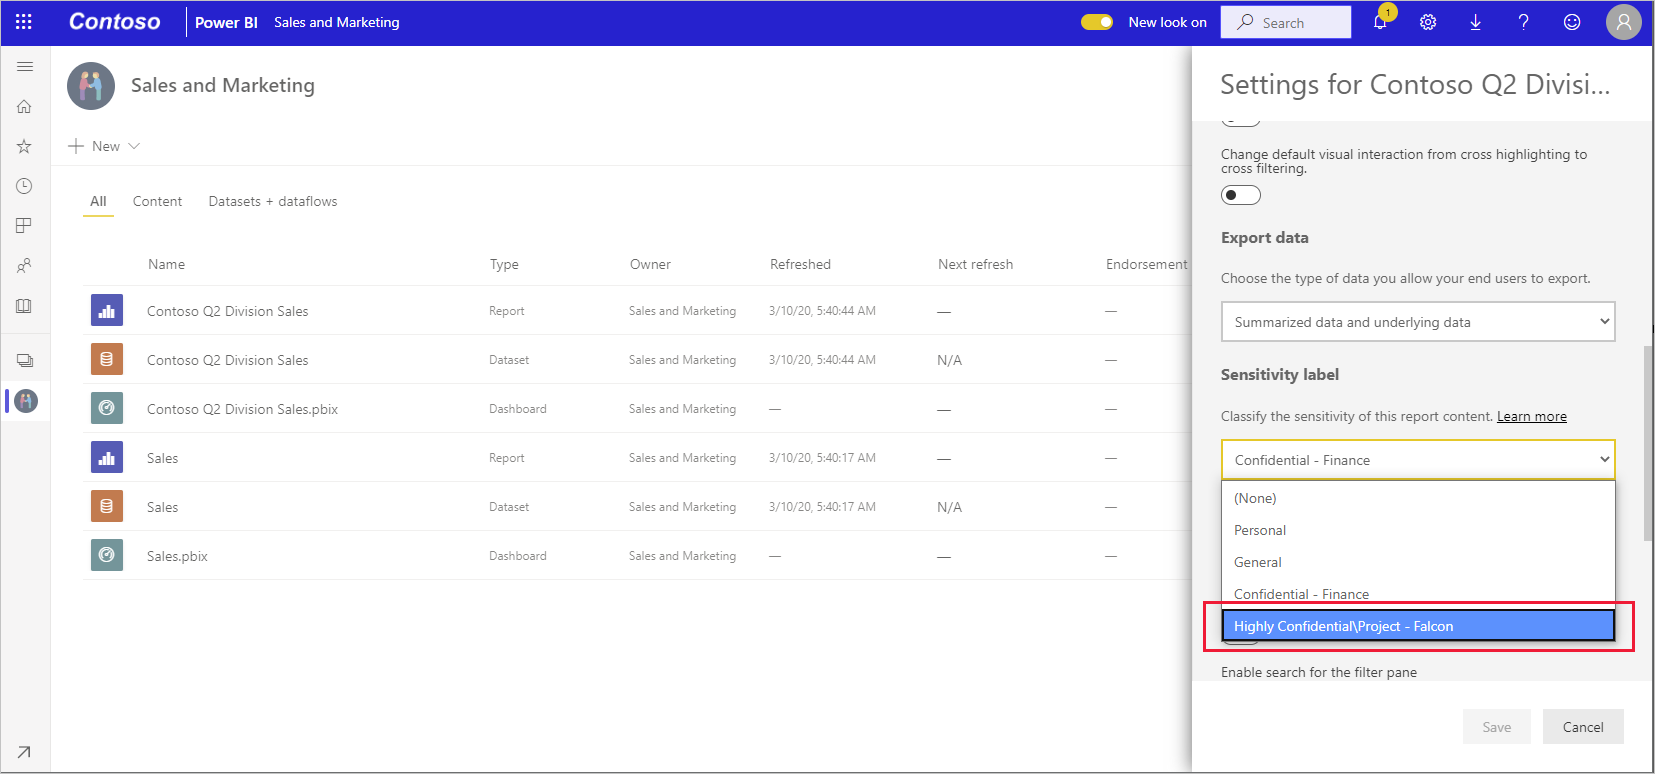 Contoso Power BI Sales and Marketing New look on Search 1
Sales and Marketing
New
All Content Datasets + dataflows
Name Type Owner Refreshed Next refresh Endorsement
Contoso Q2 Division Sales Report Sales and Marketing 3/10/20, 5:40:44 AM — —
Contoso Q2 Division Sales Dataset Sales and Marketing 3/10/20, 5:40:44 AM N/A —
Contoso Q2 Division Sales.pbix Dashboard Sales and Marketing — — —
Sales Report Sales and Marketing 3/10/20, 5:40:17 AM — —
Sales Dataset Sales and Marketing 3/10/20, 5:40:17 AM N/A —
Sales.pbix Dashboard Sales and Marketing — — —
Settings for Contoso Q2 Divisi...
Change default visual interaction from cross highlighting to
cross filtering.
Export data
Choose the type of data you allow your end users to export.
Summarized data and underlying data
Sensitivity label
Classify the sensitivity of this report content. Learn more
Confidential - Finance
(None)
Personal
General
Confidential - Finance
Highly Confidential\Project - Falcon
Enable search for the filter pane
Save Cancel